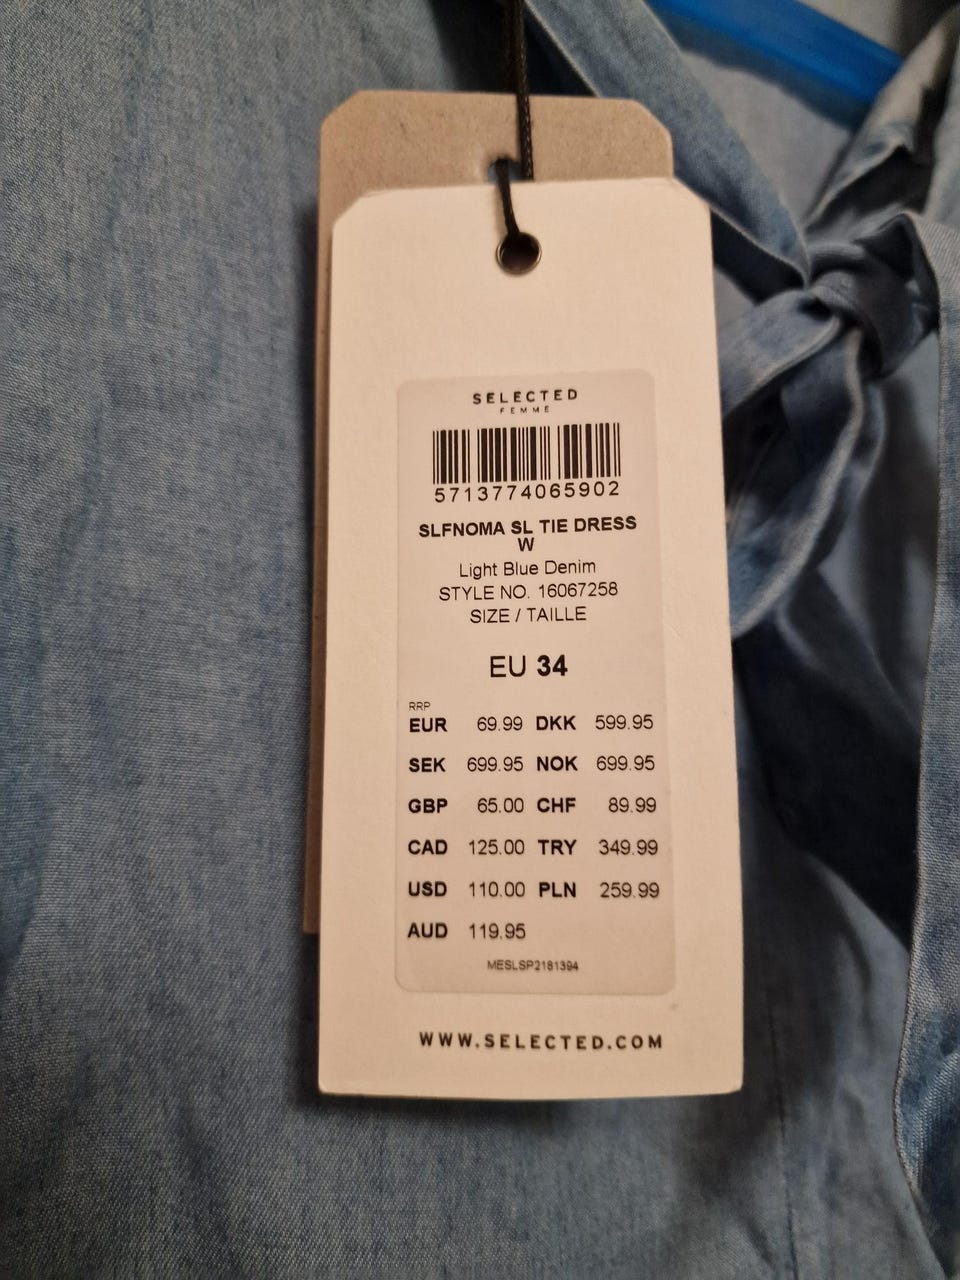 SELECTED
FEMME
5713774065902
SLFNOMA SL TIE DRESS
W
Light Blue Denim
STYLE NO. 16067258
SIZE / TAILLE
EU 34
RRP
EUR 69.99 DKK 599.95
SEK 699.95 NOK 699.95
GBP 65.00 CHF 89.99
CAD 125.00 TRY 349.99
USD 110.00 PLN 259.99
AUD 119.95
MESLSP2181394
WWW.SELECTED.COM